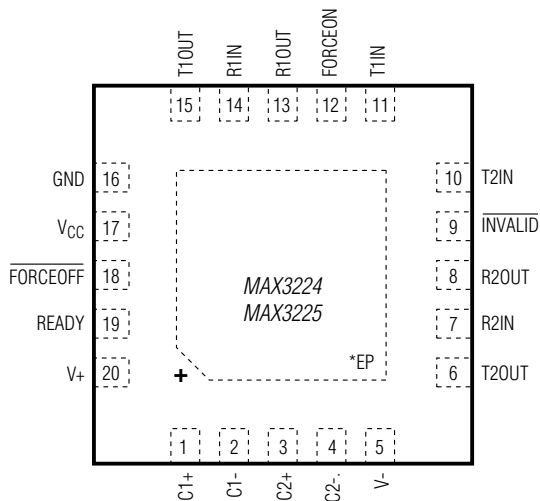 T1OUT R1IN R1OUT FORCEON T1IN
15 14 13 12 11
GND 16 10 T2IN
VCC 17 9 INVALID
FORCEOFF 18 8 R2OUT
MAX3224
MAX3225
READY 19 7 R2IN
*EP
V+ 20 + 6 T2OUT
1 2 3 4 5
C1+ C1- C2+ C2-. V-